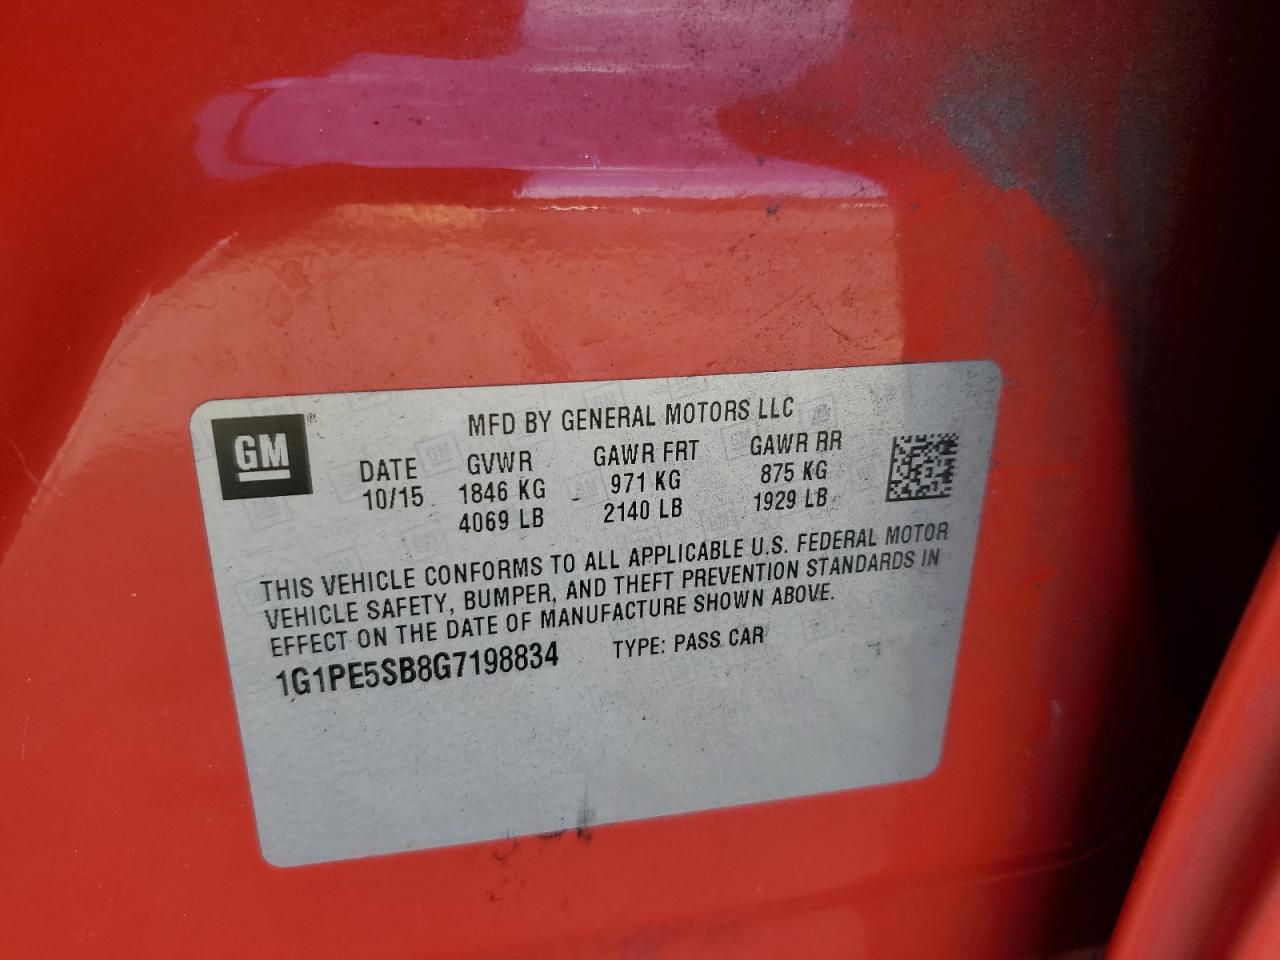 GM®
MFD BY GENERAL MOTORS LLC
DATE GVWR GAWR FRT GAWR RR
10/15 1846 KG 971 KG 875 KG
4069 LB 2140 LB 1929 LB
THIS VEHICLE CONFORMS TO ALL APPLICABLE U.S. FEDERAL MOTOR
VEHICLE SAFETY, BUMPER, AND THEFT PREVENTION STANDARDS IN
EFFECT ON THE DATE OF MANUFACTURE SHOWN ABOVE.
1G1PE5SB8G7198834 TYPE: PASS CAR